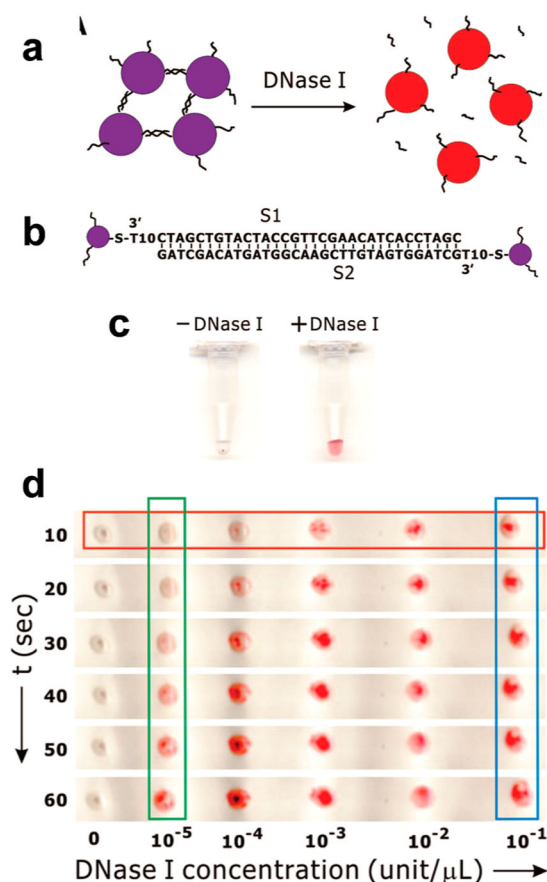 a
DNase I
b
3′ S1
S-T10CTAGCTGTACTACCGTTCGAACATCACCTAGC
GATCGACATGATGGCAAGCTTGTAGTGGATCGT10-S
S2 3′
c
– DNase I + DNase I
d
10
20
30
40
50
60
t (sec)
0 10⁻⁵ 10⁻⁴ 10⁻³ 10⁻² 10⁻¹
DNase I concentration (unit/μL)